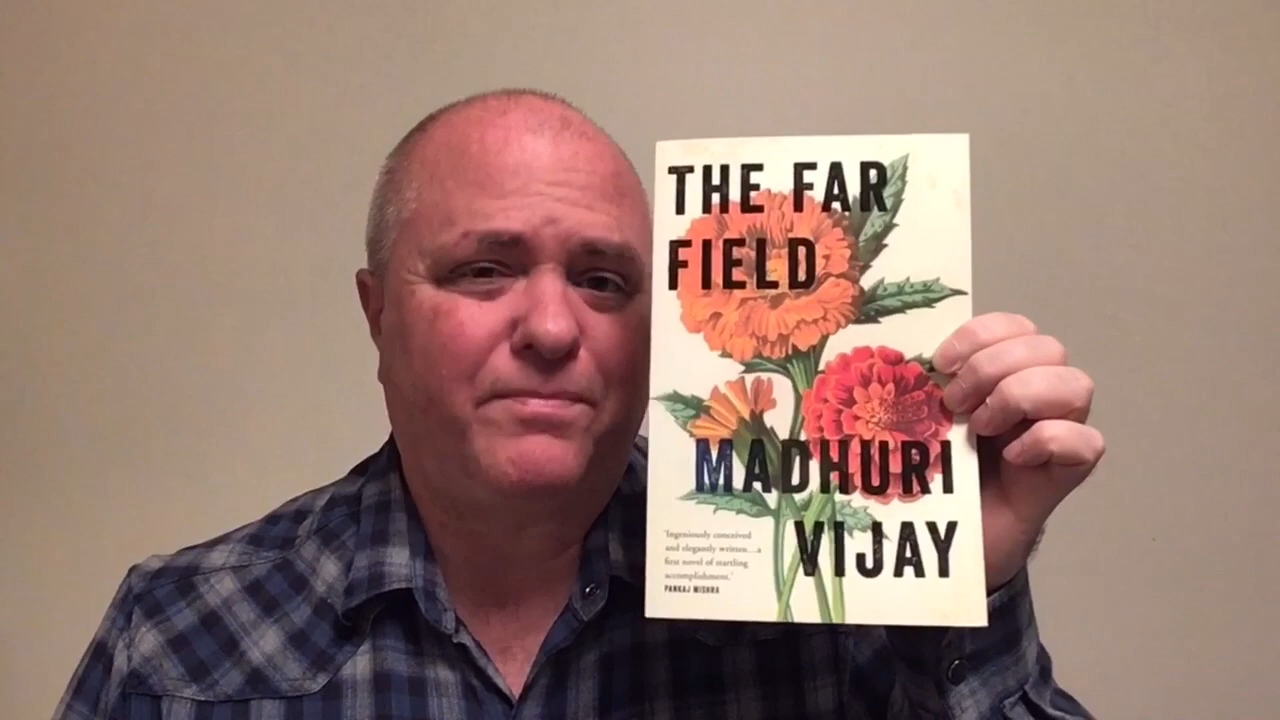 THE FAR
FIELD
MADHURI
VIJAY
'Ingeniously conceived
and elegantly written...a
first novel of startling
accomplishment.'
PANKAJ MISHRA